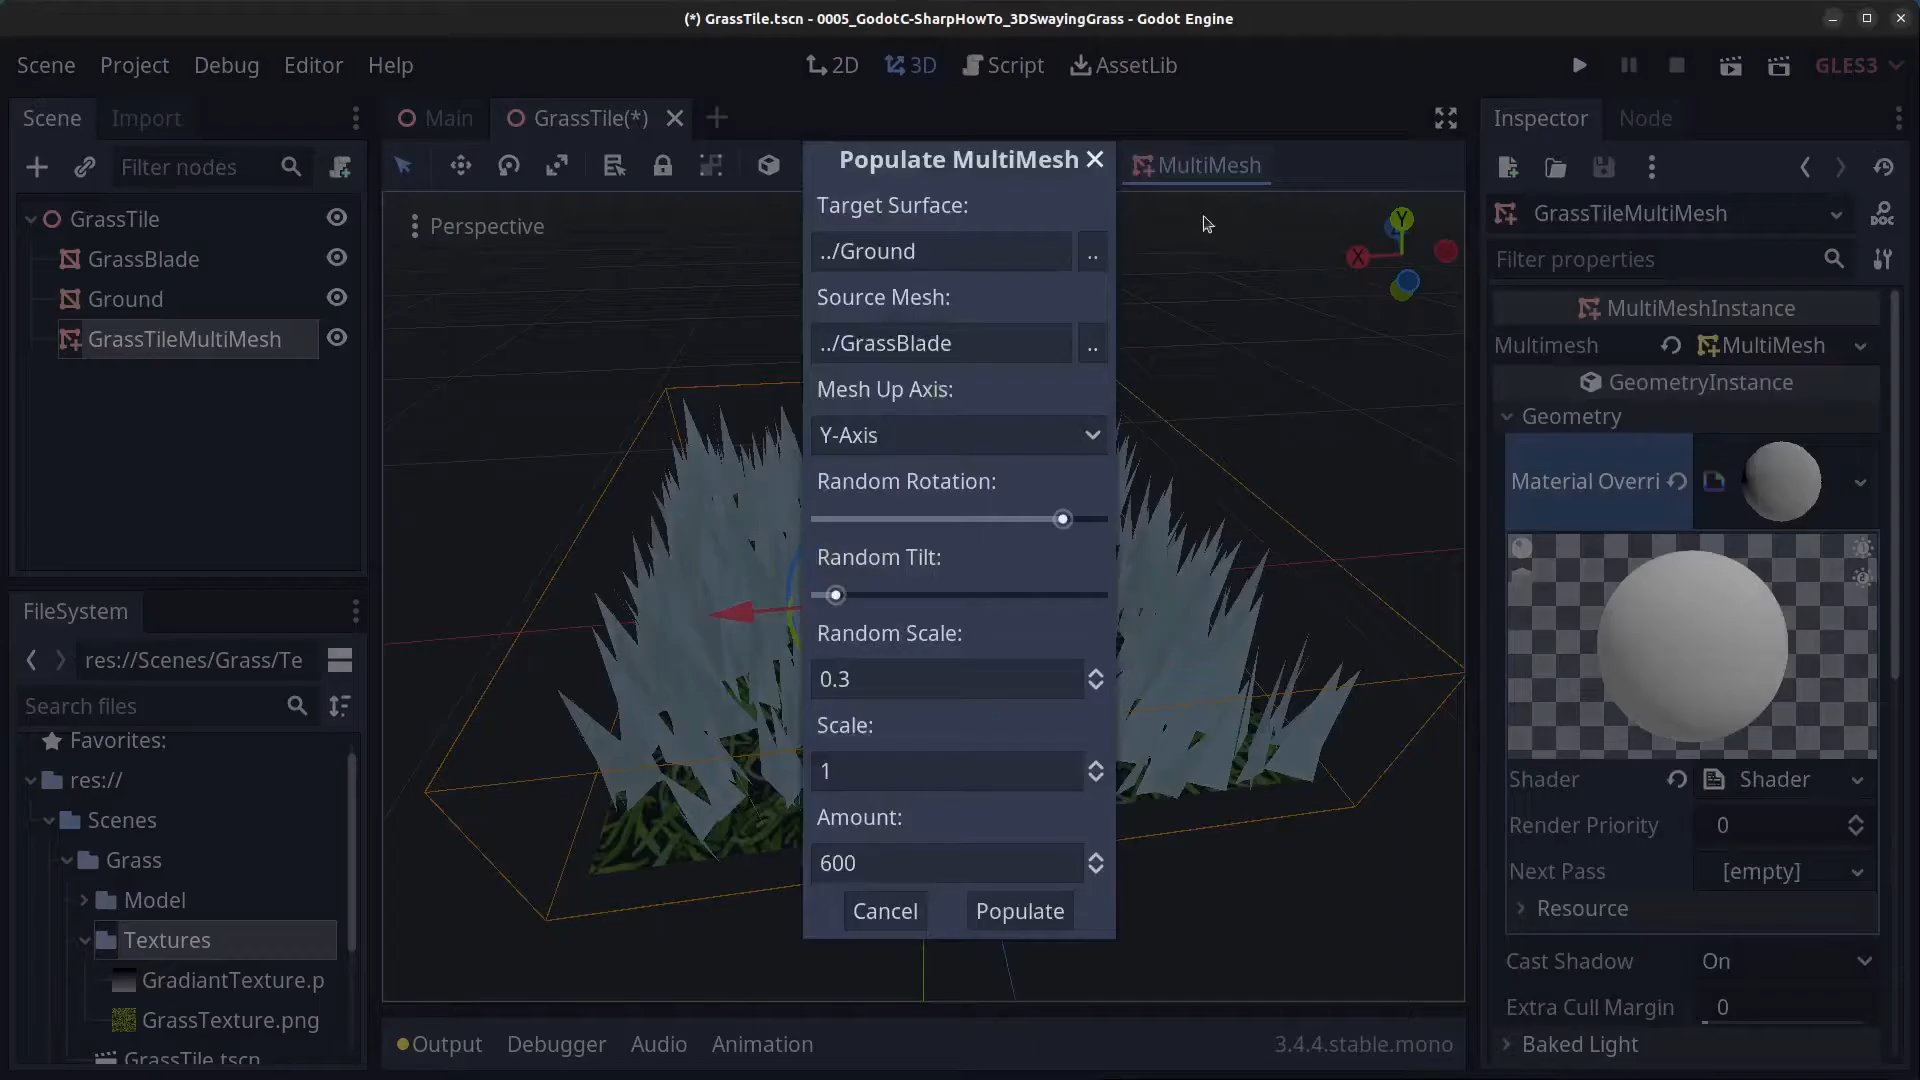 (*) GrassTile.tscn - 0005_GodotC-SharpHowTo_3DSwayingGrass - Godot Engine
Scene Project Debug Editor Help
2D 3D Script AssetLib
GLES3
Scene Import
Filter nodes
GrassTile
GrassBlade
Ground
GrassTileMultiMesh
FileSystem
res://Scenes/Grass/Te
Search files
Favorites:
res://
Scenes
Grass
Model
Textures
GradiantTexture.p
GrassTexture.png
GrassTile.tscn
Main GrassTile(*)
MultiMesh
Perspective
Y
X
Z
Populate MultiMesh
Target Surface:
../Ground
..
Source Mesh:
../GrassBlade
..
Mesh Up Axis:
Y-Axis
Random Rotation:
Random Tilt:
Random Scale:
0.3
Scale:
1
Amount:
600
Cancel Populate
Output Debugger Audio Animation
3.4.4.stable.mono
Inspector Node
GrassTileMultiMesh
DOC
Filter properties
MultiMeshInstance
Multimesh MultiMesh
GeometryInstance
Geometry
Material Overri
Shader Shader
Render Priority 0
Next Pass [empty]
Resource
Cast Shadow On
Extra Cull Margin 0
Baked Light